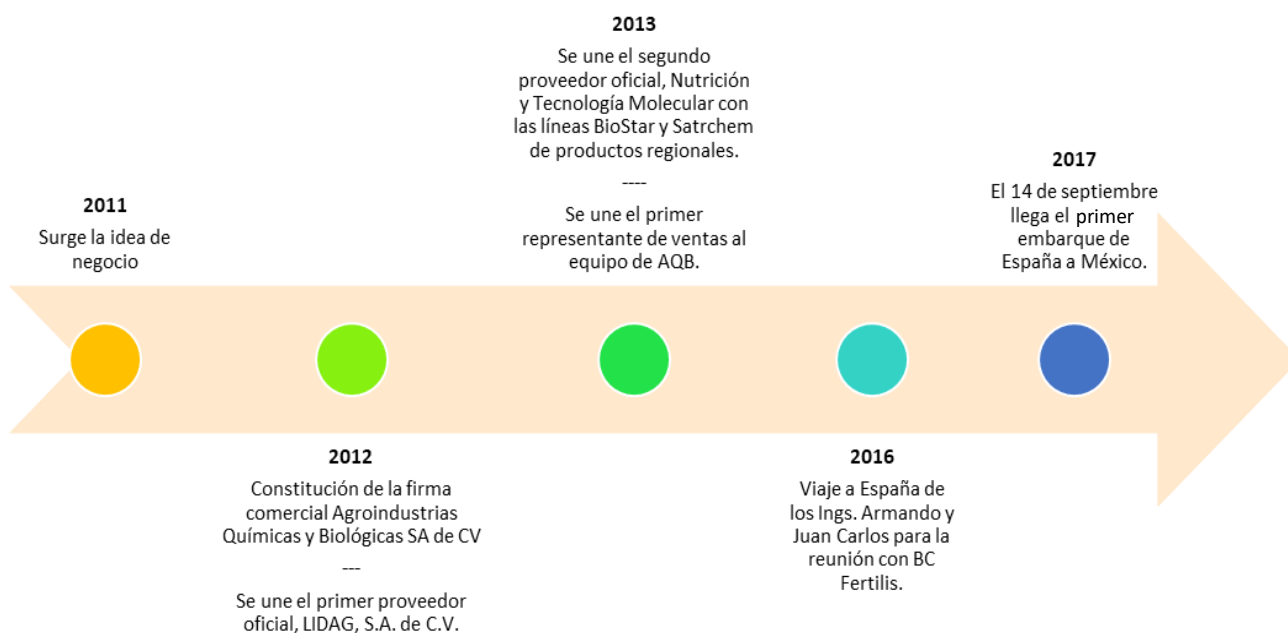 2011
Surge la idea de
negocio
2012
Constitución de la firma
comercial Agroindustrias
Químicas y Biológicas SA de CV
---
Se une el primer proveedor
oficial, LIDAG, S.A. de C.V.
2013
Se une el segundo
proveedor oficial, Nutrición
y Tecnología Molecular con
las líneas BioStar y Satrchem
de productos regionales.
----
Se une el primer
representante de ventas al
equipo de AQB.
2016
Viaje a España de
los Ings. Armando y
Juan Carlos para la
reunión con BC
Fertilis.
2017
El 14 de septiembre
llega el primer
embarque de
España a México.